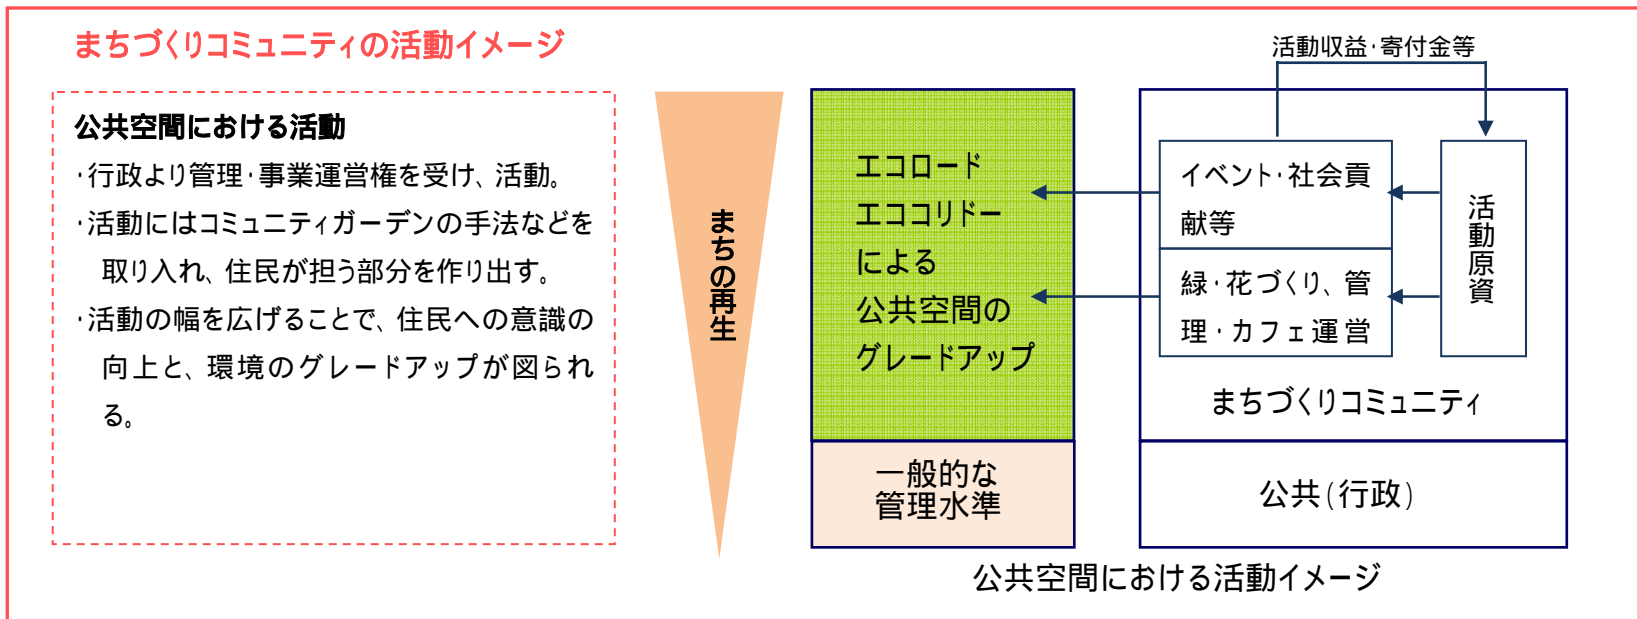 まちづくりコミュニティの活動イメージ
公共空間における活動
・行政より管理・事業運営権を受け、活動。
・活動にはコミュニティガーデンの手法などを
取り入れ、住民が担う部分を作り出す。
・活動の幅を広げることで、住民への意識の
向上と、環境のグレードアップが図られ
る。
まちの再生
エコロード
エココリドー
による
公共空間の
グレードアップ
一般的な
管理水準
活動収益・寄付金等
イベント・社会貢
献等
緑・花づくり、管
理・カフェ運営
活動原資
まちづくりコミュニティ
公共(行政)
公共空間における活動イメージ